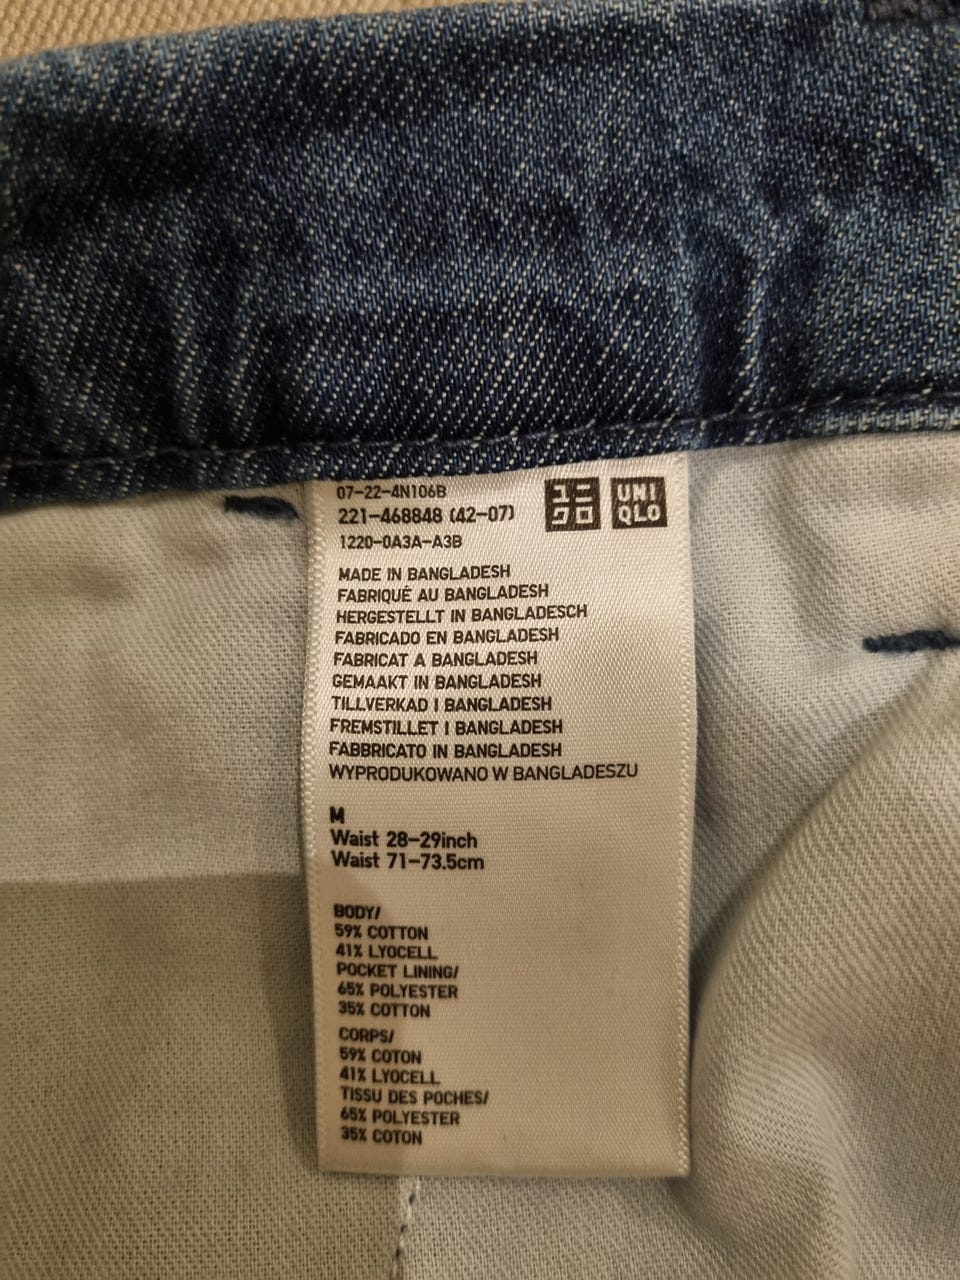 07-22-4N106B
221-468848 (42-07)
1220-0A3A-A3B
ユニ
クロ
UNI
QLO
MADE IN BANGLADESH
FABRIQUÉ AU BANGLADESH
HERGESTELLT IN BANGLADESCH
FABRICADO EN BANGLADESH
FABRICAT A BANGLADESH
GEMAAKT IN BANGLADESH
TILLVERKAD I BANGLADESH
FREMSTILLET I BANGLADESH
FABBRICATO IN BANGLADESH
WYPRODUKOWANO W BANGLADESZU
M
Waist 28-29inch
Waist 71-73.5cm
BODY/
59% COTTON
41% LYOCELL
POCKET LINING/
65% POLYESTER
35% COTTON
CORPS/
59% COTON
41% LYOCELL
TISSU DES POCHES/
65% POLYESTER
35% COTON